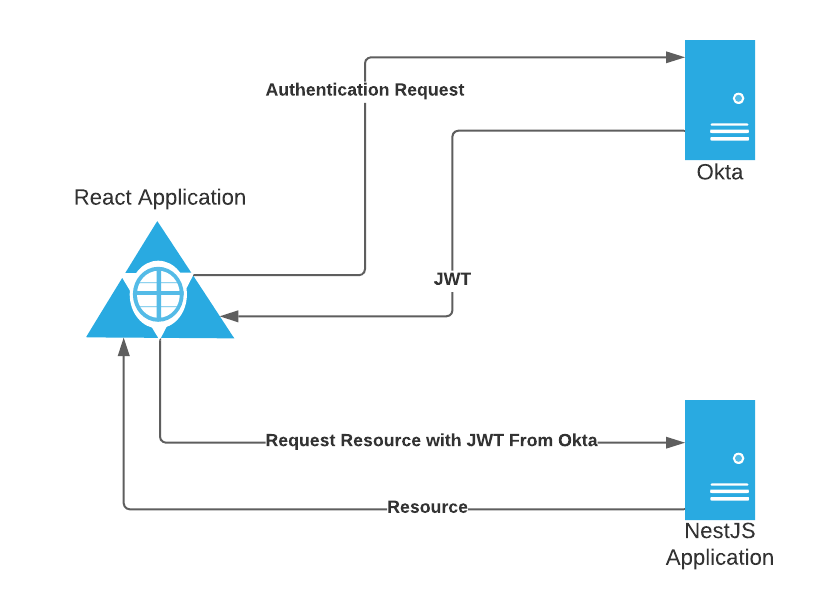 Authentication Request
Okta
React Application
JWT
Request Resource with JWT From Okta
Resource
NestJS
Application